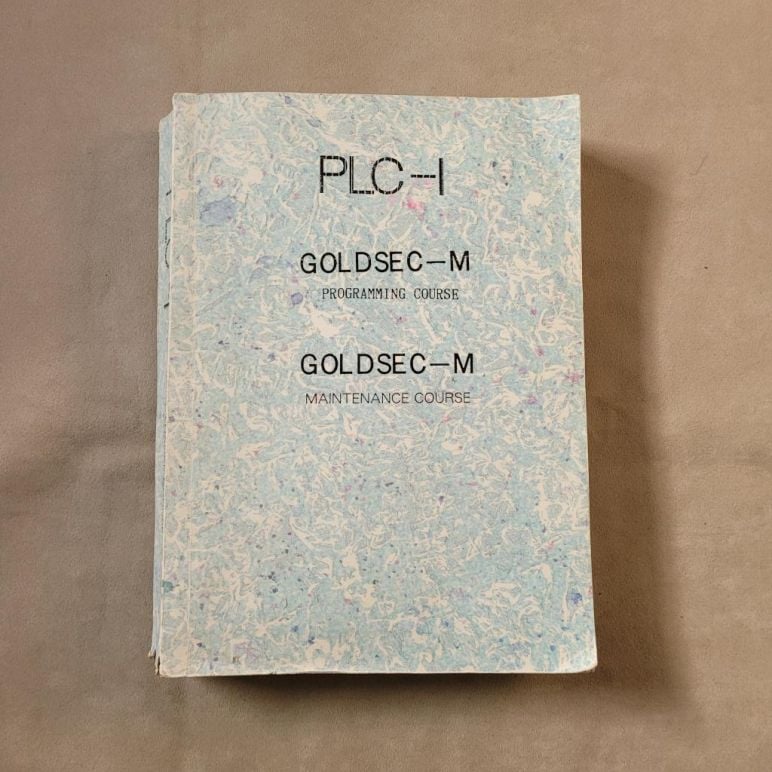 PLC-I
GOLDSEC-M
PROGRAMMING COURSE
GOLDSEC-M
MAINTENANCE COURSE